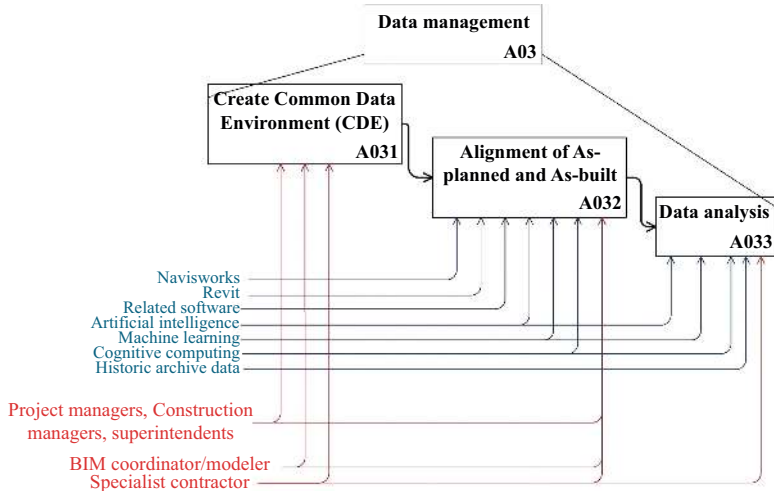 Data management
A03
Create Common Data
Environment (CDE)
A031
Alignment of As-
planned and As-built
A032
Data analysis
A033
Navisworks
Revit
Related software
Artificial intelligence
Machine learning
Cognitive computing
Historic archive data
Project managers, Construction
managers, superintendents
BIM coordinator/modeler
Specialist contractor